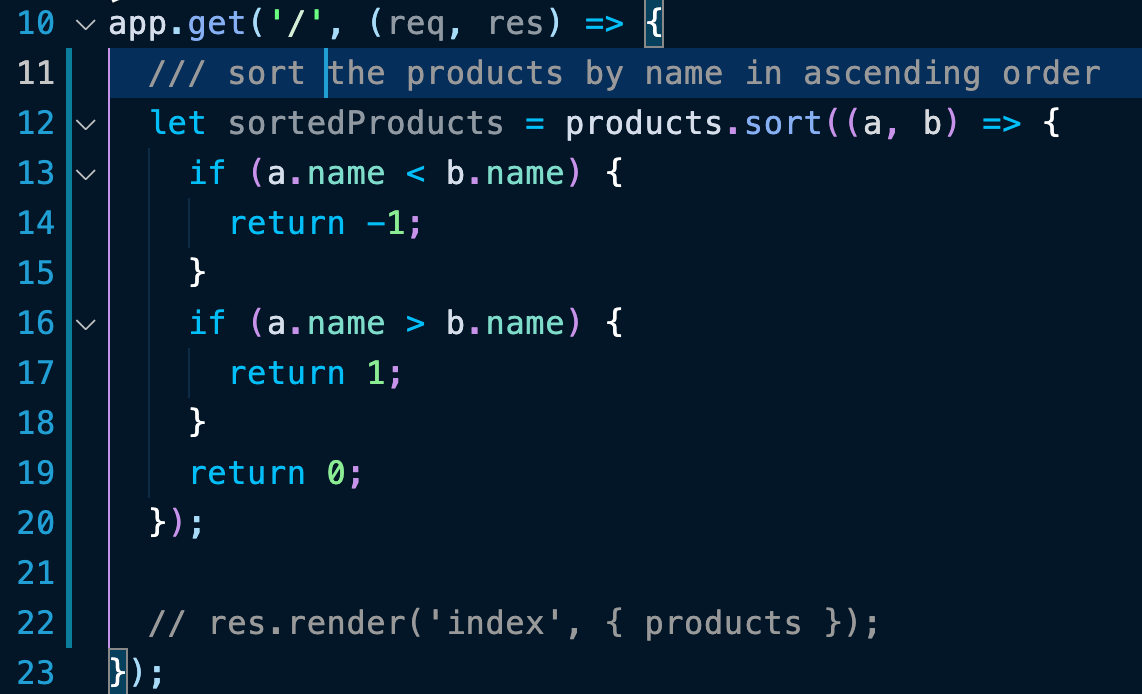 10 app.get('/', (req, res) => {
11 /// sort the products by name in ascending order
12 let sortedProducts = products.sort((a, b) => {
13 if (a.name < b.name) {
14 return -1;
15 }
16 if (a.name > b.name) {
17 return 1;
18 }
19 return 0;
20 });
21
22 // res.render('index', { products });
23 });